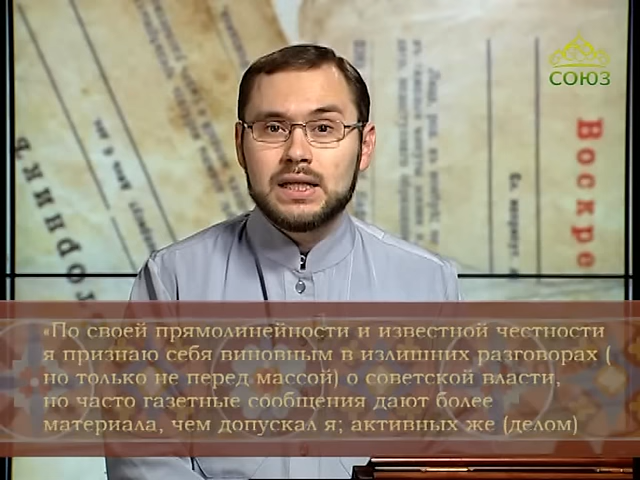 СОЮЗ
Воскре
«По своей прямолинейности и известной честности
я признаю себя виновным в излишних разговорах (
но только не перед массой) о советской власти,
но часто газетные сообщения дают более
материала, чем допускал я; активных же (делом)